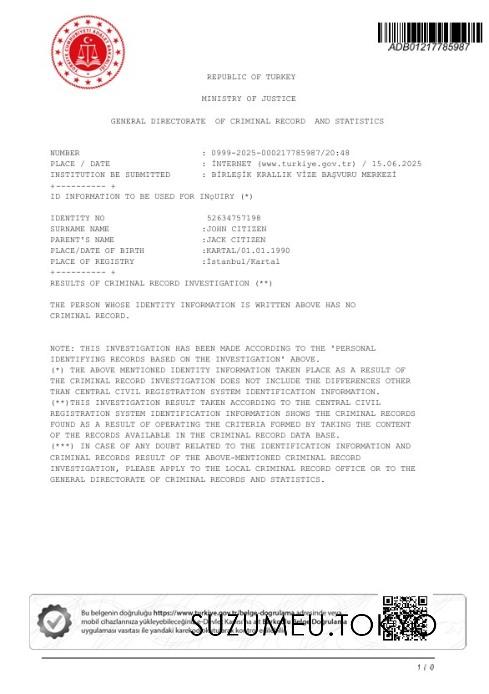 ADB01217785987
REPUBLIC OF TURKEY
MINISTRY OF JUSTICE
GENERAL DIRECTORATE OF CRIMINAL RECORD AND STATISTICS
NUMBER : 0999-2025-000217785987/20:48
PLACE / DATE : İNTERNET (www.turkiye.gov.tr) / 15.06.2025
INSTITUTION BE SUBMITTED : BİRLEŞİK KRALLIK VİZE BAŞVURU MERKEZİ
+---------- +
ID INFORMATION TO BE USED FOR INQUIRY (*)
IDENTITY NO 52634757198
SURNAME NAME :JOHN CITIZEN
PARENT'S NAME :JACK CITIZEN
PLACE/DATE OF BIRTH :KARTAL/01.01.1990
PLACE OF REGISTRY :İstanbul/Kartal
+---------- +
RESULTS OF CRIMINAL RECORD INVESTIGATION (**)
THE PERSON WHOSE IDENTITY INFORMATION IS WRITTEN ABOVE HAS NO
CRIMINAL RECORD.
NOTE: THIS INVESTIGATION HAS BEEN MADE ACCORDING TO THE 'PERSONAL
IDENTIFYING RECORDS BASED ON THE INVESTIGATION' ABOVE.
(*) THE ABOVE MENTIONED IDENTITY INFORMATION TAKEN PLACE AS A RESULT OF
THE CRIMINAL RECORD INVESTIGATION DOES NOT INCLUDE THE DIFFERENCES OTHER
THAN CENTRAL CIVIL REGISTRATION SYSTEM IDENTIFICATION INFORMATION.
(**)THIS INVESTIGATION RESULT TAKEN ACCORDING TO THE CENTRAL CIVIL
REGISTRATION SYSTEM IDENTIFICATION INFORMATION SHOWS THE CRIMINAL RECORDS
FOUND AS A RESULT OF OPERATING THE CRITERIA FORMED BY TAKING THE CONTENT
OF THE RECORDS AVAILABLE IN THE CRIMINAL RECORD DATA BASE.
(***) IN CASE OF ANY DOUBT RELATED TO THE IDENTIFICATION INFORMATION AND
CRIMINAL RECORDS RESULT OF THE ABOVE-MENTIONED CRIMINAL RECORD
INVESTIGATION, PLEASE APPLY TO THE LOCAL CRIMINAL RECORD OFFICE OR TO THE
GENERAL DIRECTORATE OF CRIMINAL RECORDS AND STATISTICS.
Bu belgenin doğruluğu https://www.turkiye.gov.tr/belge-dogrulama adresinde veya
mobil cihazlarınıza yükleyebileceğiniz e-Devlet Kapısı'na ait Barkodlu Belge Doğrulama
uygulaması vasıtası ile yandaki karekod okutularak kontrol edilebilir.
SUZUMEU.TOKYO
1 / 0